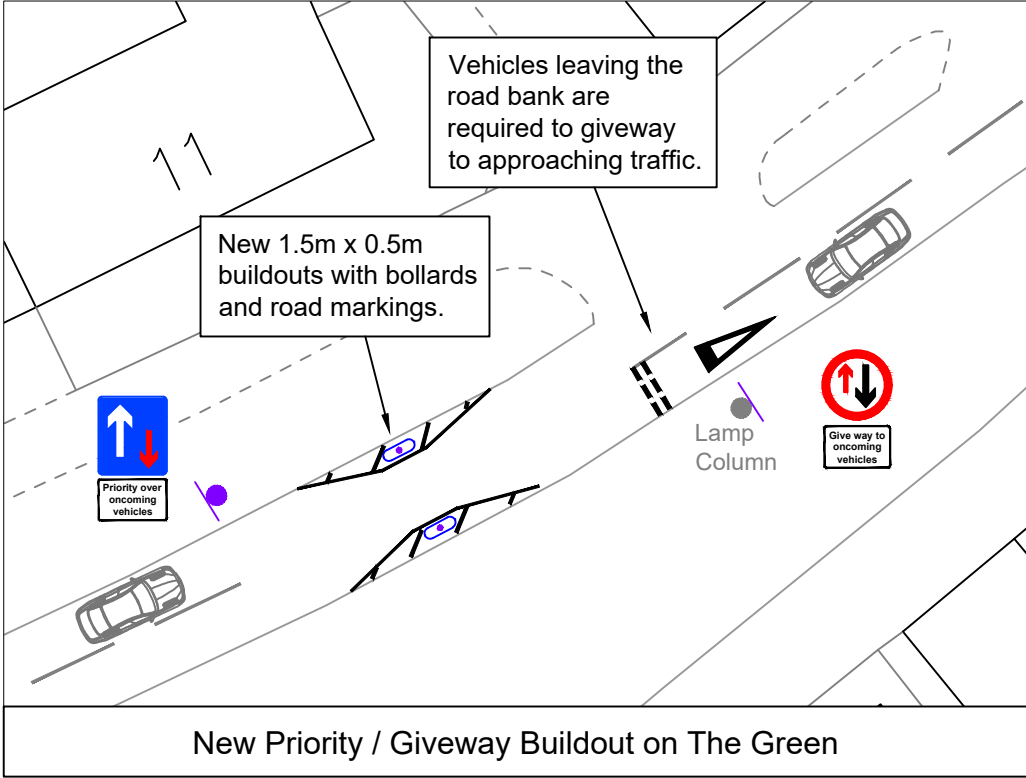 Vehicles leaving the
road bank are
required to giveway
to approaching traffic.
11
New 1.5m x 0.5m
buildouts with bollards
and road markings.
Priority over
oncoming
vehicles
Lamp
Column
Give way to
oncoming
vehicles
New Priority / Giveway Buildout on The Green